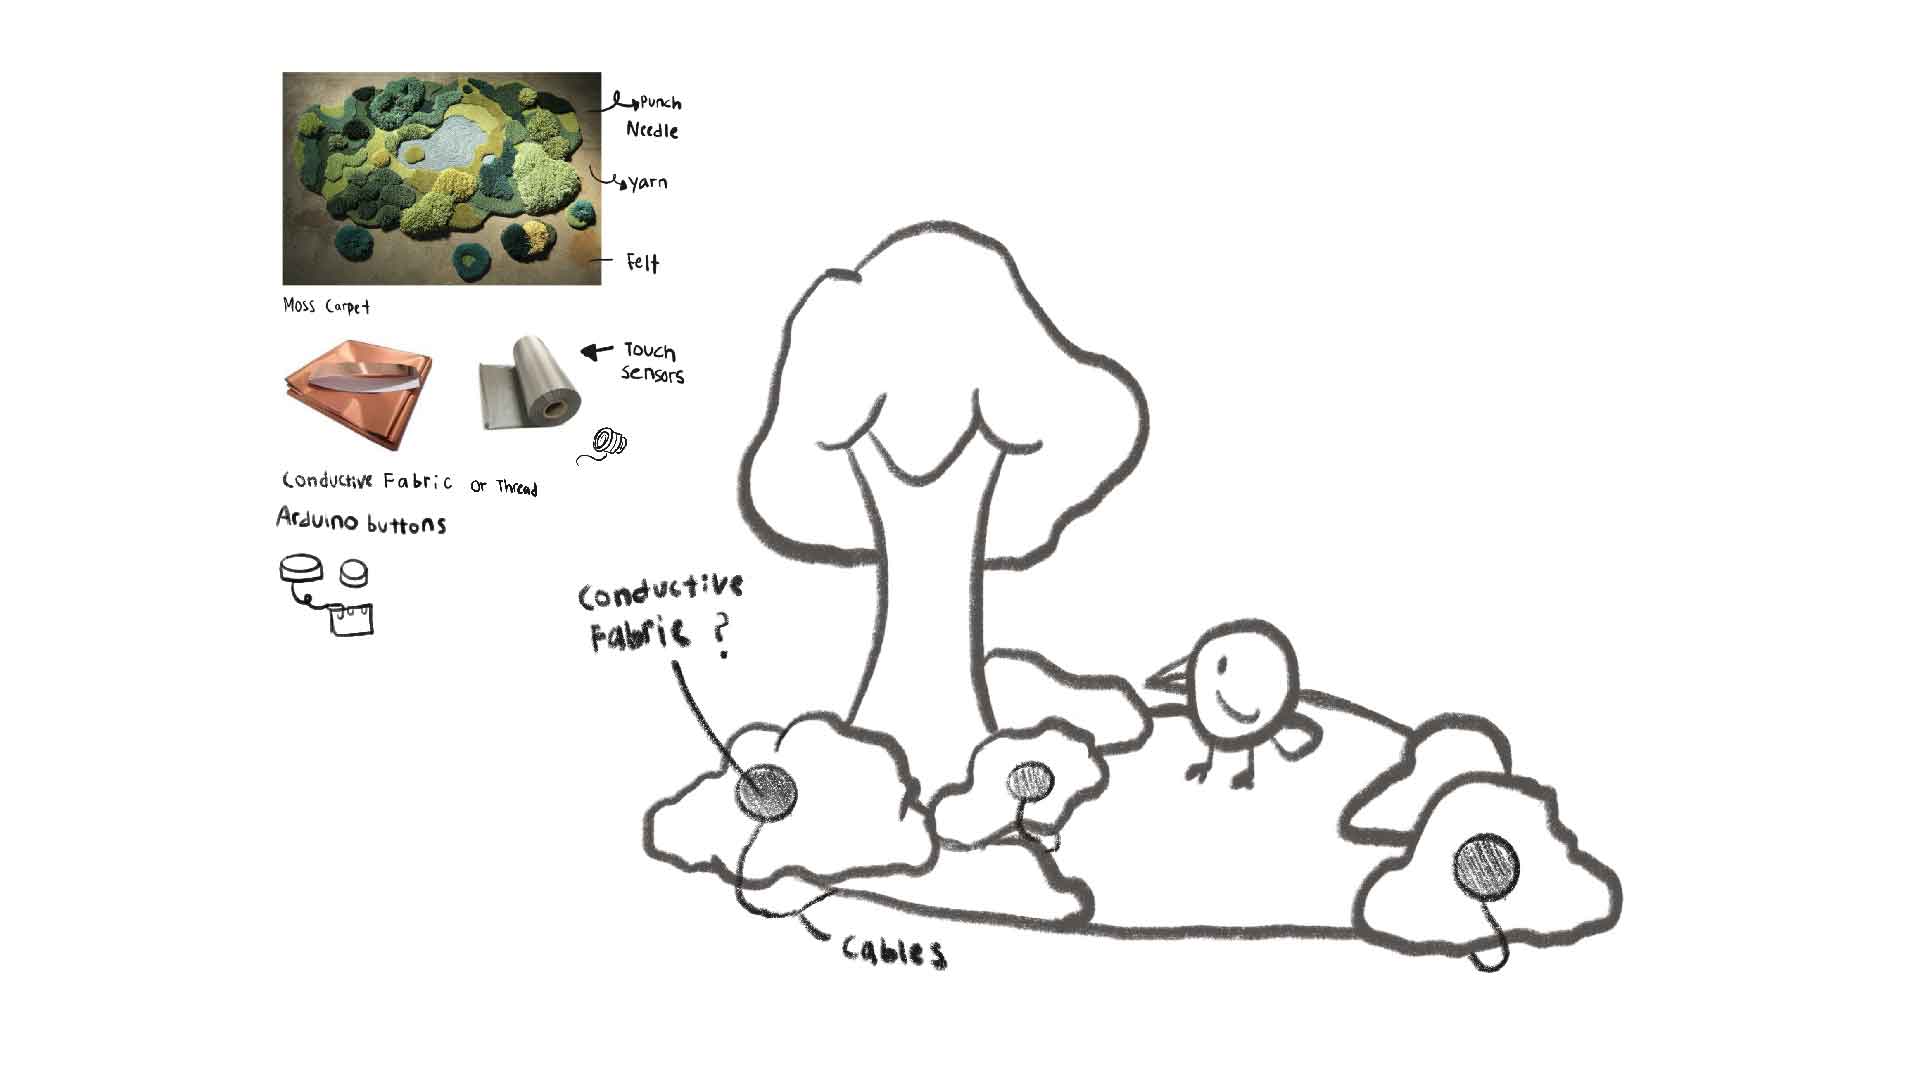 Punch
Needle
Yarn
Felt
Moss Carpet
Touch
Sensors
Conductive Fabric or Thread
Arduino buttons
Conductive
Fabric ?
Cables